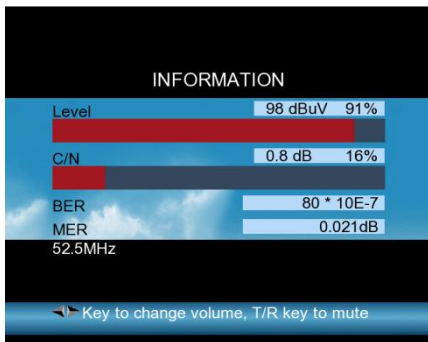 INFORMATION
Level 98 dBuV 91%
C/N 0.8 dB 16%
BER 80 * 10E-7
MER 0.021dB
52.5MHz
Key to change volume, T/R key to mute